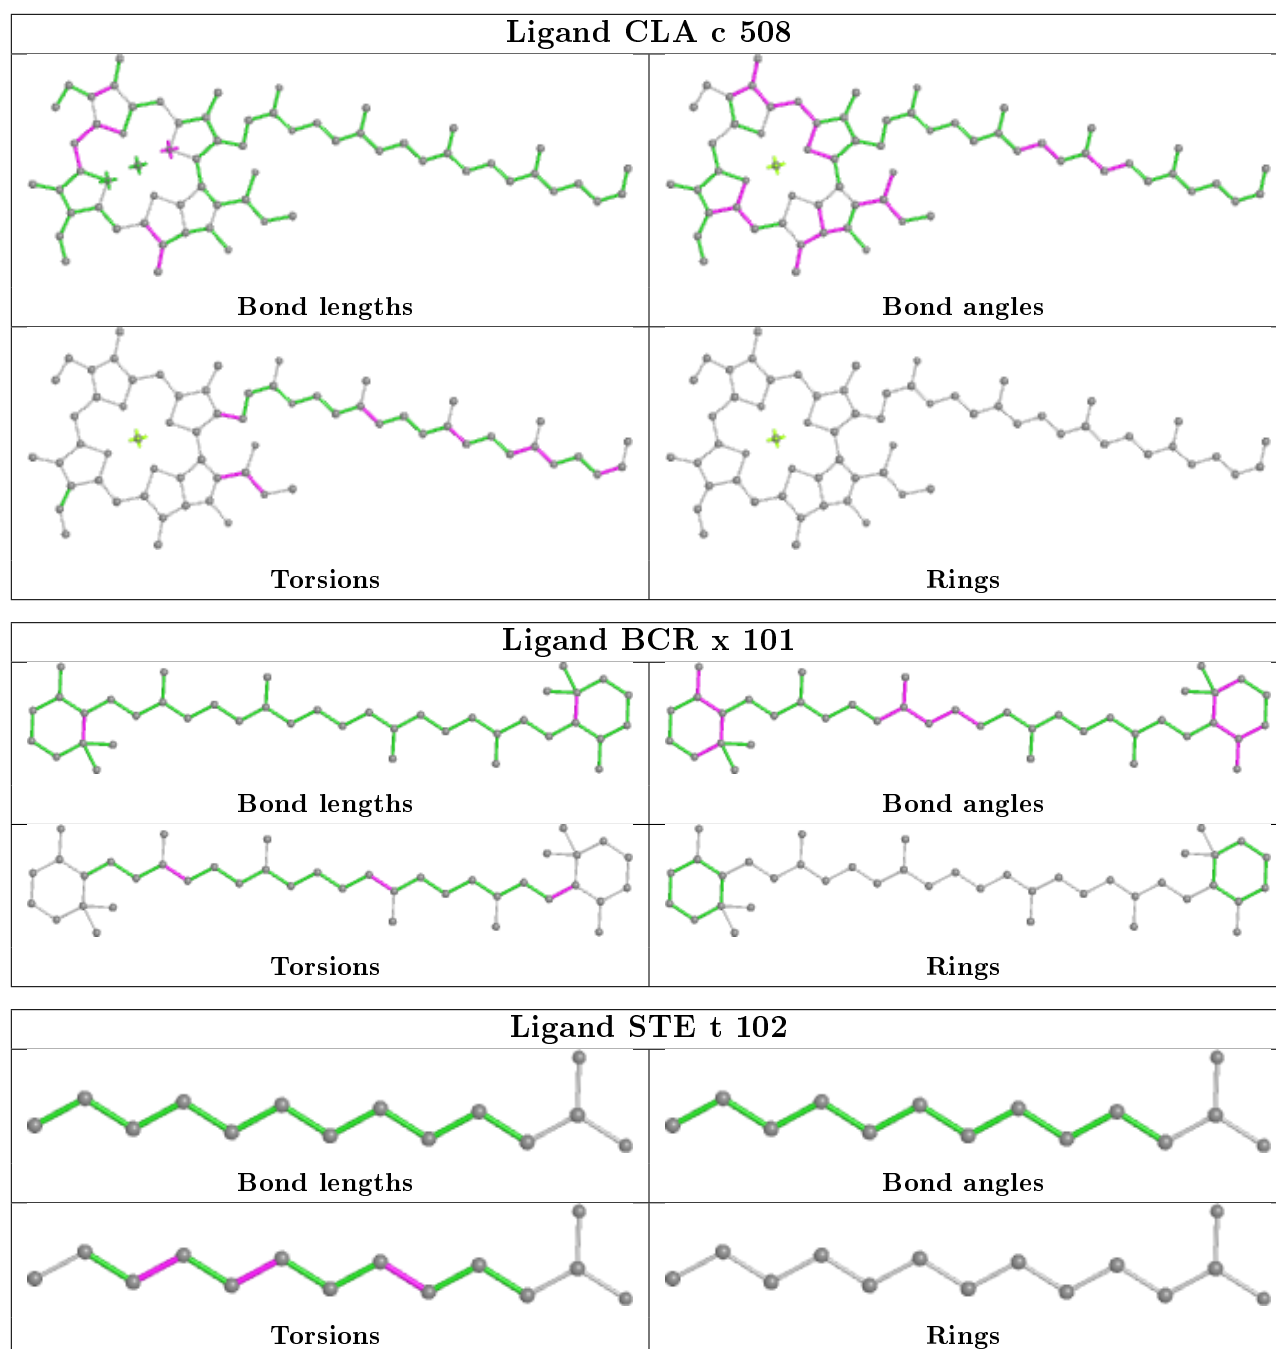 Ligand CLA c 508
Bond lengths
Bond angles
Torsions
Rings
Ligand BCR x 101
Bond lengths
Bond angles
Torsions
Rings
Ligand STE t 102
Bond lengths
Bond angles
Torsions
Rings